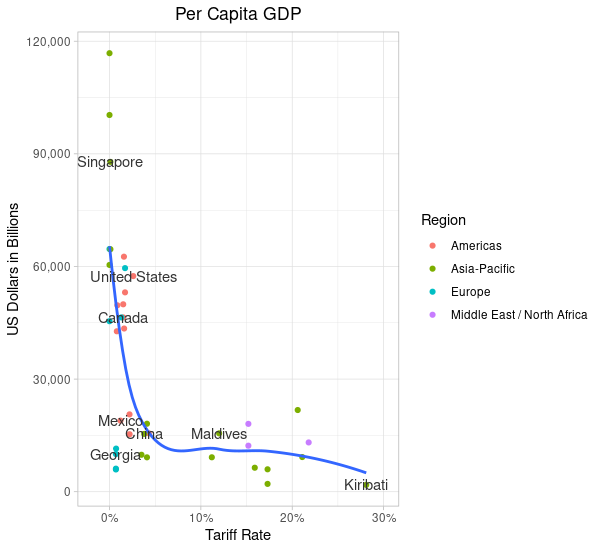 Per Capita GDP
120,000
90,000
60,000
30,000
0
US Dollars in Billions
Singapore
United States
Canada
Mexico
China
Maldives
Georgia
Kiribati
0%
10%
20%
30%
Tariff Rate
Region
Americas
Asia-Pacific
Europe
Middle East / North Africa